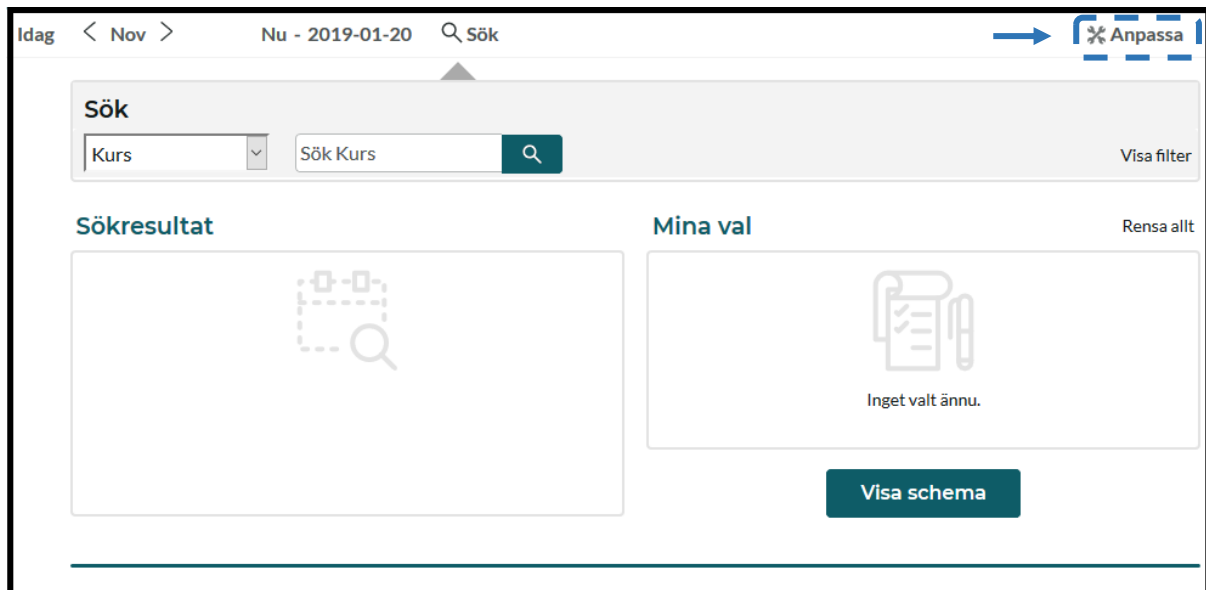 Idag Nov Nu - 2019-01-20 Sök Anpassa
Sök
Kurs Sök Kurs Visa filter
Sökresultat Mina val Rensa allt
Inget valt ännu.
Visa schema